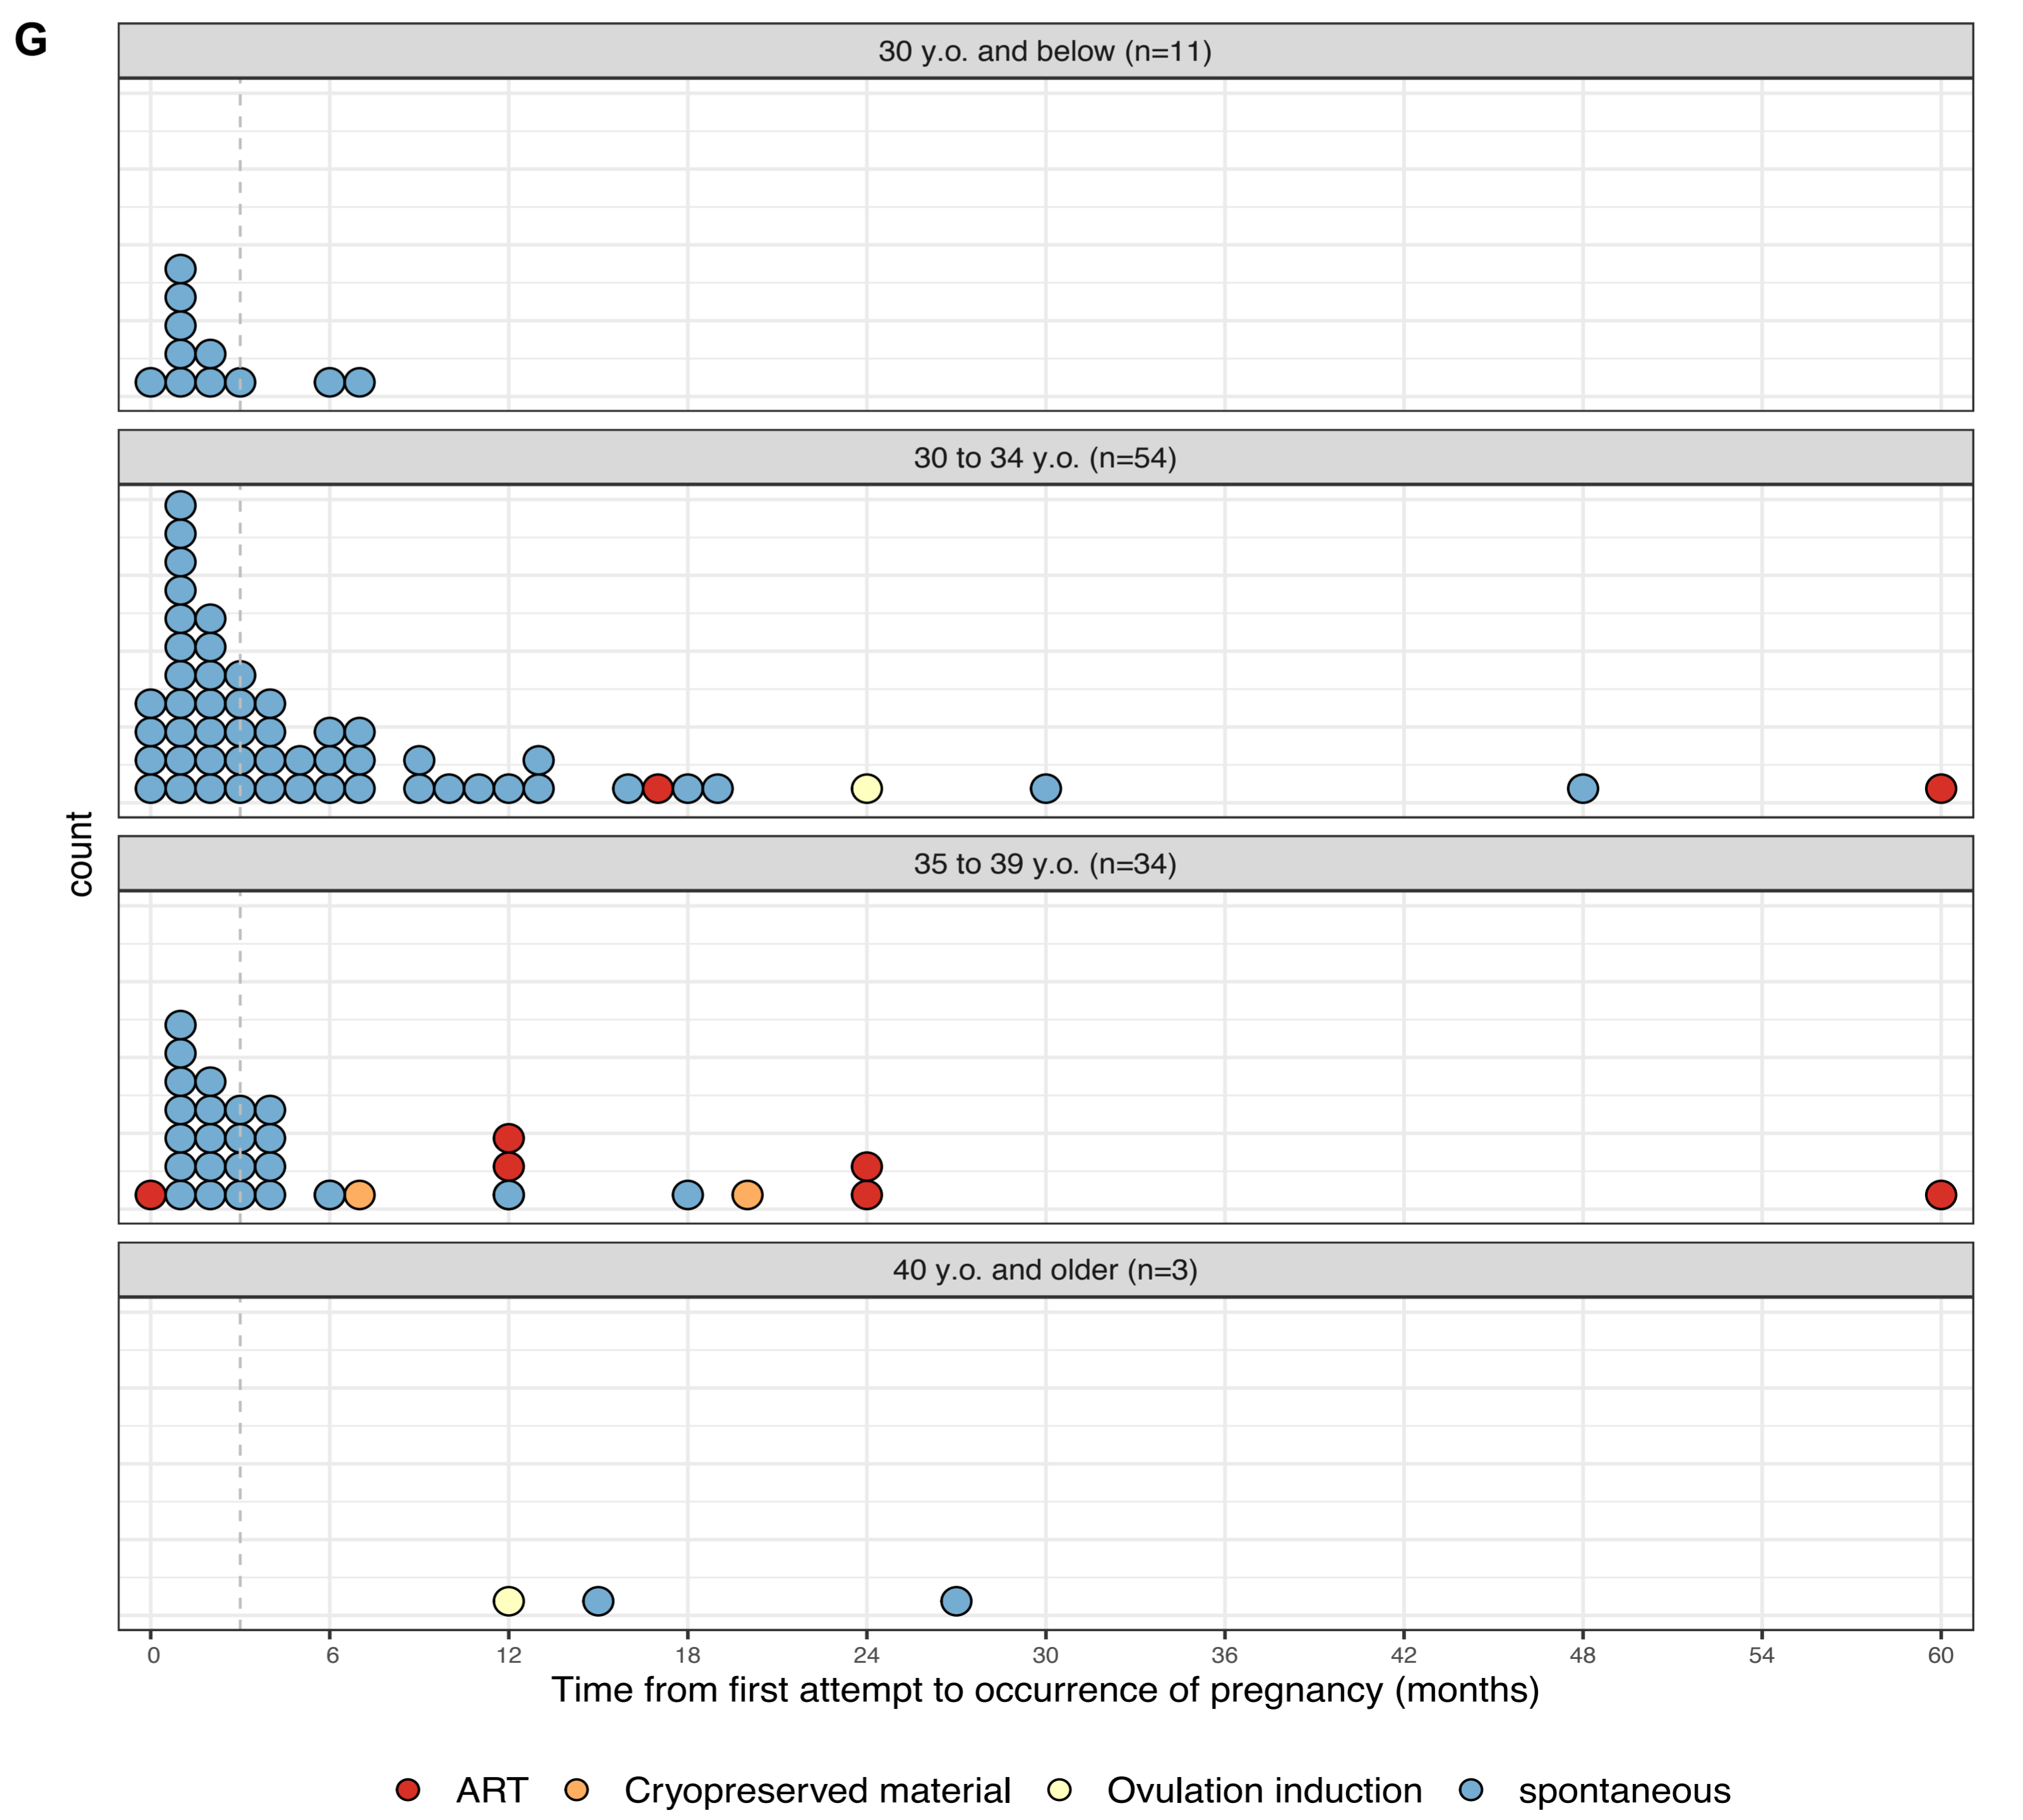 G
30 y.o. and below (n=11)
30 to 34 y.o. (n=54)
count
35 to 39 y.o. (n=34)
40 y.o. and older (n=3)
0 6 12 18 24 30 36 42 48 54 60
Time from first attempt to occurrence of pregnancy (months)
ART Cryopreserved material Ovulation induction spontaneous